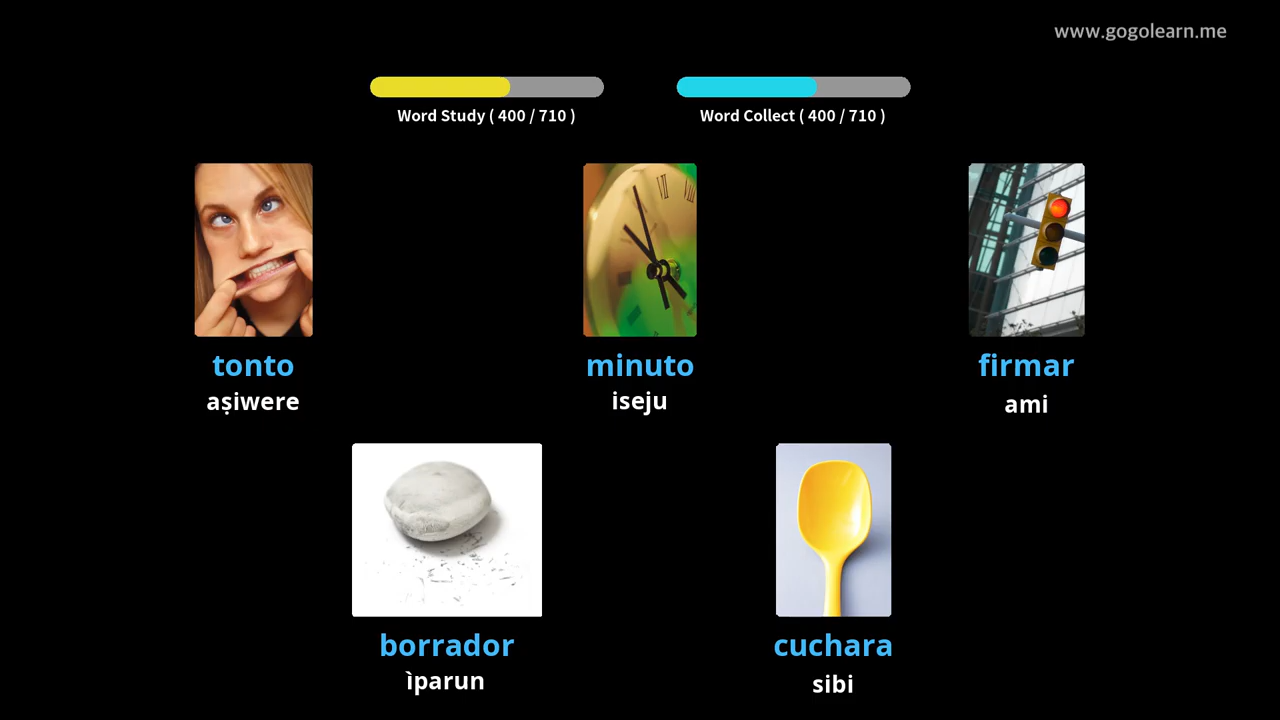 www.gogolearn.me
Word Study ( 400 / 710 )
Word Collect ( 400 / 710 )
tonto
aṣiwere
minuto
iseju
firmar
ami
borrador
ìparun
cuchara
sibi